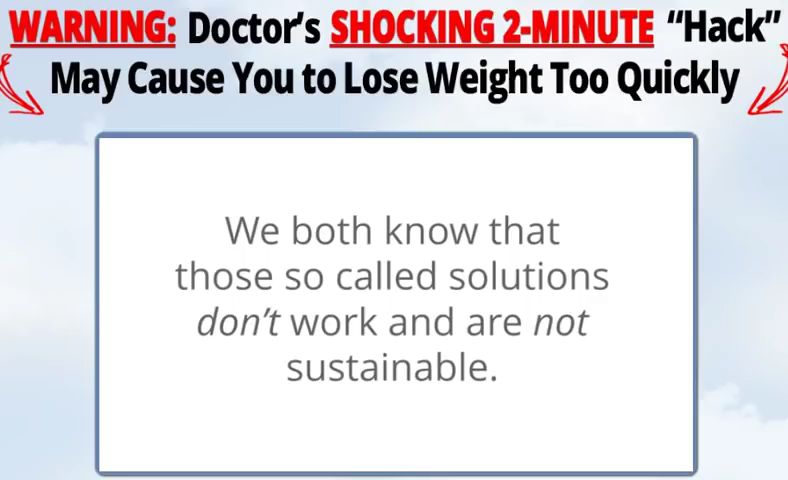 WARNING: Doctor's SHOCKING 2-MINUTE “Hack”
May Cause You to Lose Weight Too Quickly
We both know that
those so called solutions
don’t work and are not
sustainable.